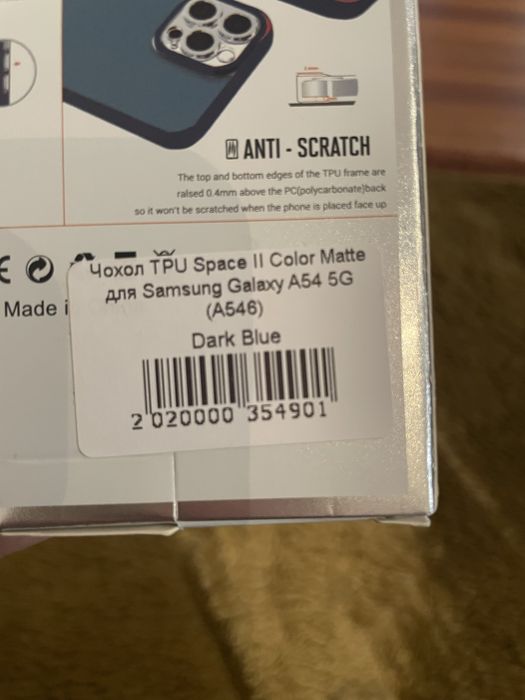 ANTI - SCRATCH
The top and bottom edges of the TPU frame are
raised 0.4mm above the PC(polycarbonate)back
so it won't be scratched when the phone is placed face up
CE
Made i
Чохол TPU Space II Color Matte
для Samsung Galaxy A54 5G
(A546)
Dark Blue
2 020000 354901